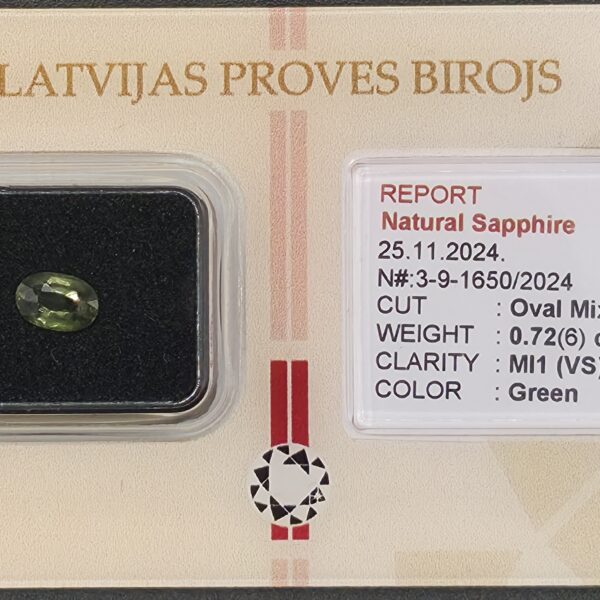 LATVIJAS PROVES BIROJS
REPORT
Natural Sapphire
25.11.2024.
N#:3-9-1650/2024
CUT : Oval
WEIGHT : 0.72(6)
CLARITY : MI1 (VS)
COLOR : Green